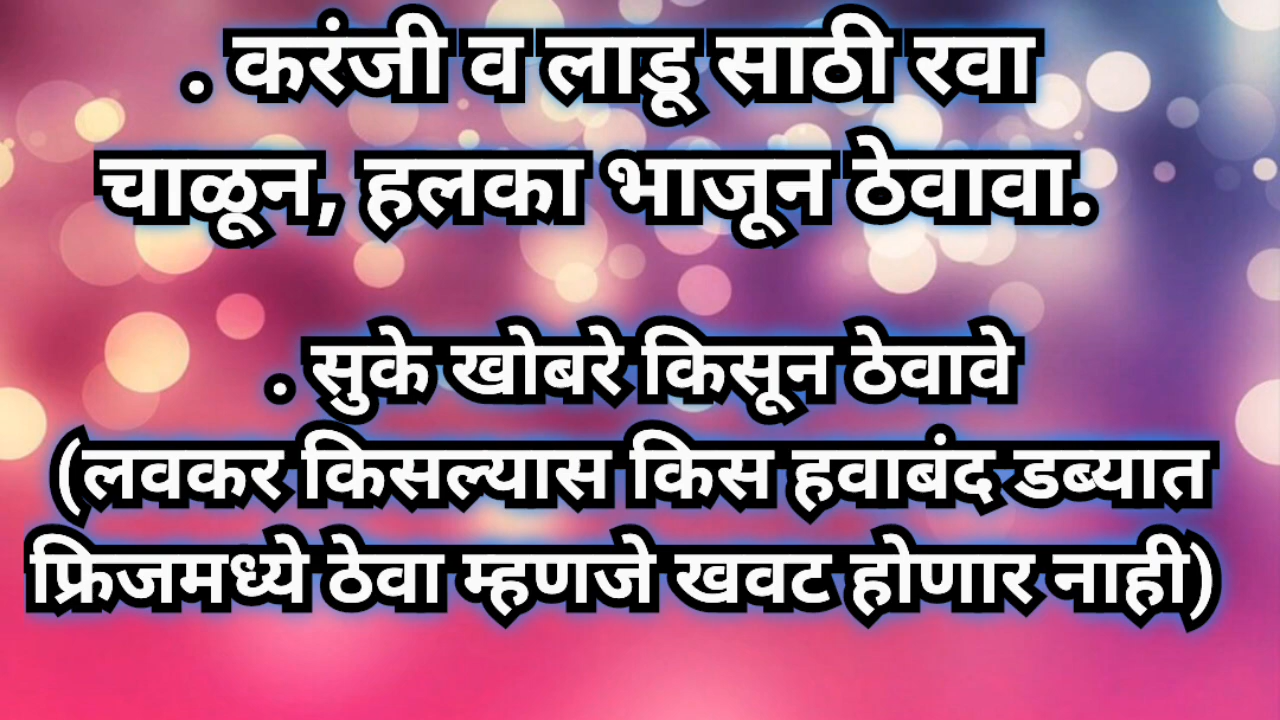 . करंजी व लाडू साठी रवा
चाळून, हलका भाजून ठेवावा.
. सुके खोबरे किसून ठेवावे
(लवकर किसल्यास किस हवाबंद डब्यात
फ्रिजमध्ये ठेवा म्हणजे खवट होणार नाही)